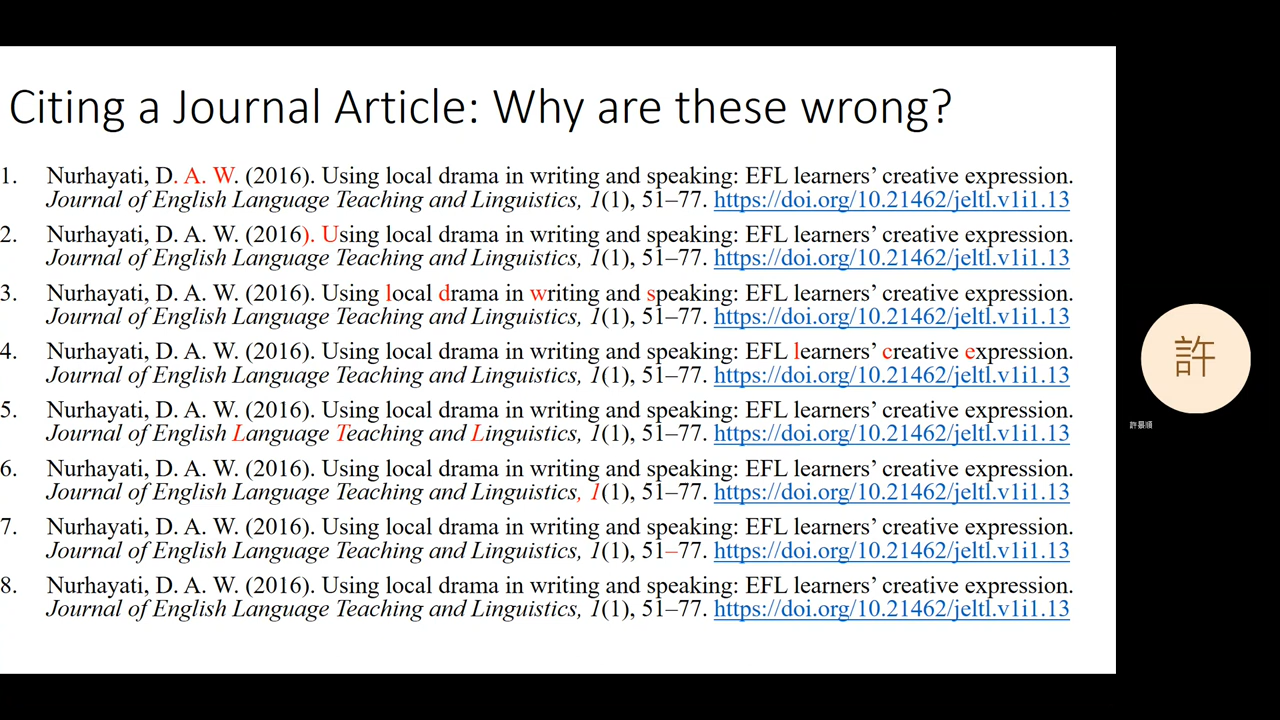 Citing a Journal Article: Why are these wrong?
1. Nurhayati, D. A. W. (2016). Using local drama in writing and speaking: EFL learners’ creative expression.
Journal of English Language Teaching and Linguistics, 1(1), 51–77. https://doi.org/10.21462/jeltl.v1i1.13
2. Nurhayati, D. A. W. (2016). Using local drama in writing and speaking: EFL learners’ creative expression.
Journal of English Language Teaching and Linguistics, 1(1), 51–77. https://doi.org/10.21462/jeltl.v1i1.13
3. Nurhayati, D. A. W. (2016). Using local drama in writing and speaking: EFL learners’ creative expression.
Journal of English Language Teaching and Linguistics, 1(1), 51–77. https://doi.org/10.21462/jeltl.v1i1.13
4. Nurhayati, D. A. W. (2016). Using local drama in writing and speaking: EFL learners’ creative expression.
Journal of English Language Teaching and Linguistics, 1(1), 51–77. https://doi.org/10.21462/jeltl.v1i1.13
5. Nurhayati, D. A. W. (2016). Using local drama in writing and speaking: EFL learners’ creative expression.
Journal of English Language Teaching and Linguistics, 1(1), 51–77. https://doi.org/10.21462/jeltl.v1i1.13
6. Nurhayati, D. A. W. (2016). Using local drama in writing and speaking: EFL learners’ creative expression.
Journal of English Language Teaching and Linguistics, 1(1), 51–77. https://doi.org/10.21462/jeltl.v1i1.13
7. Nurhayati, D. A. W. (2016). Using local drama in writing and speaking: EFL learners’ creative expression.
Journal of English Language Teaching and Linguistics, 1(1), 51–77. https://doi.org/10.21462/jeltl.v1i1.13
8. Nurhayati, D. A. W. (2016). Using local drama in writing and speaking: EFL learners’ creative expression.
Journal of English Language Teaching and Linguistics, 1(1), 51–77. https://doi.org/10.21462/jeltl.v1i1.13
許